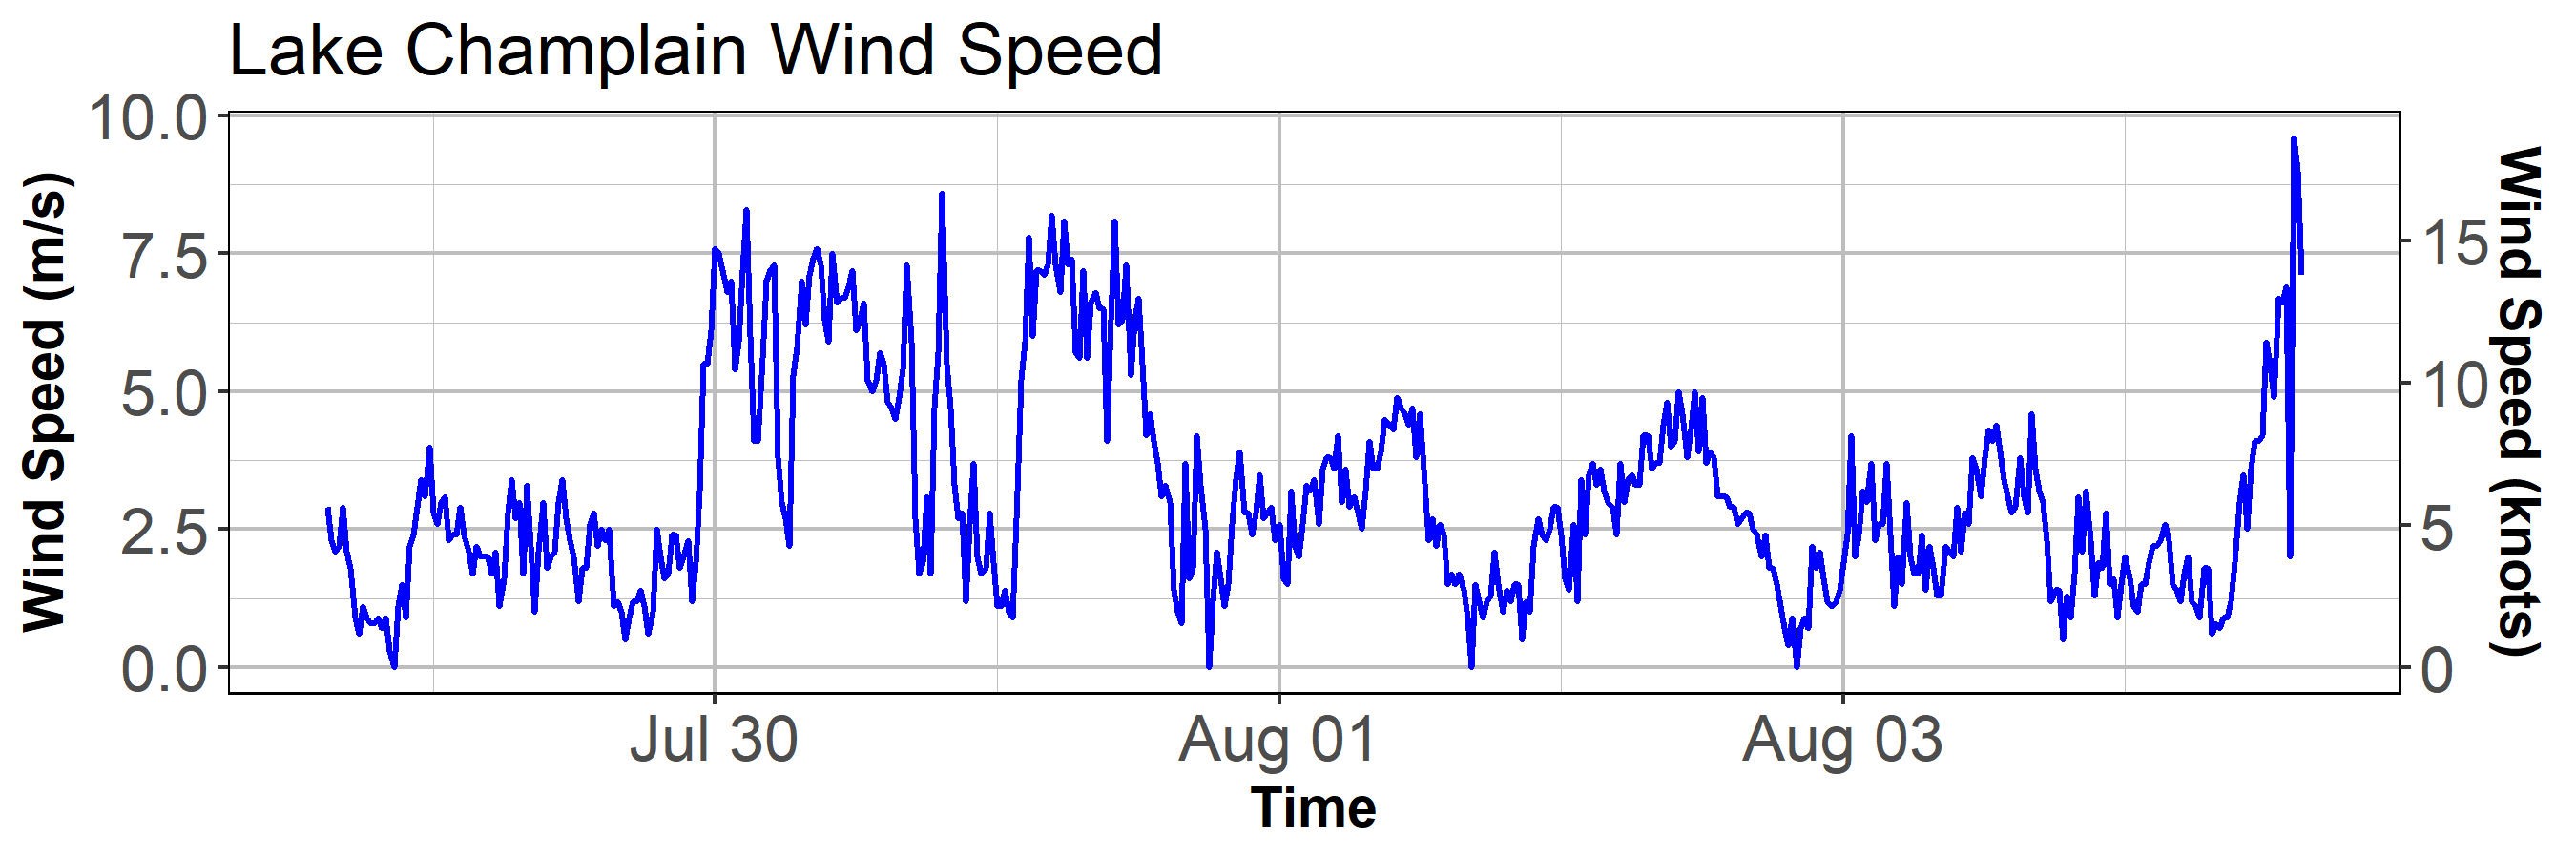 Lake Champlain Wind Speed
Wind Speed (m/s)
10.0
7.5
5.0
2.5
0.0
Wind Speed (knots)
15
10
5
0
Jul 30
Aug 01
Aug 03
Time